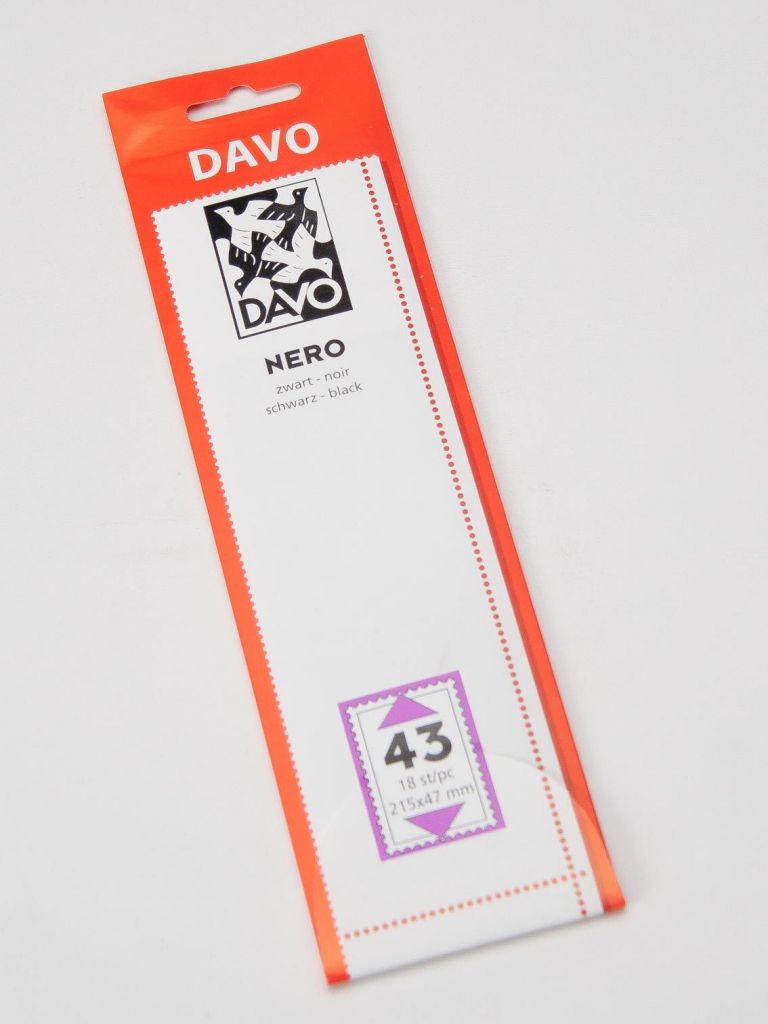 DAVO
DAVO
NERO
zwart - noir
schwarz - black
43
18 st/pc
215x47 mm